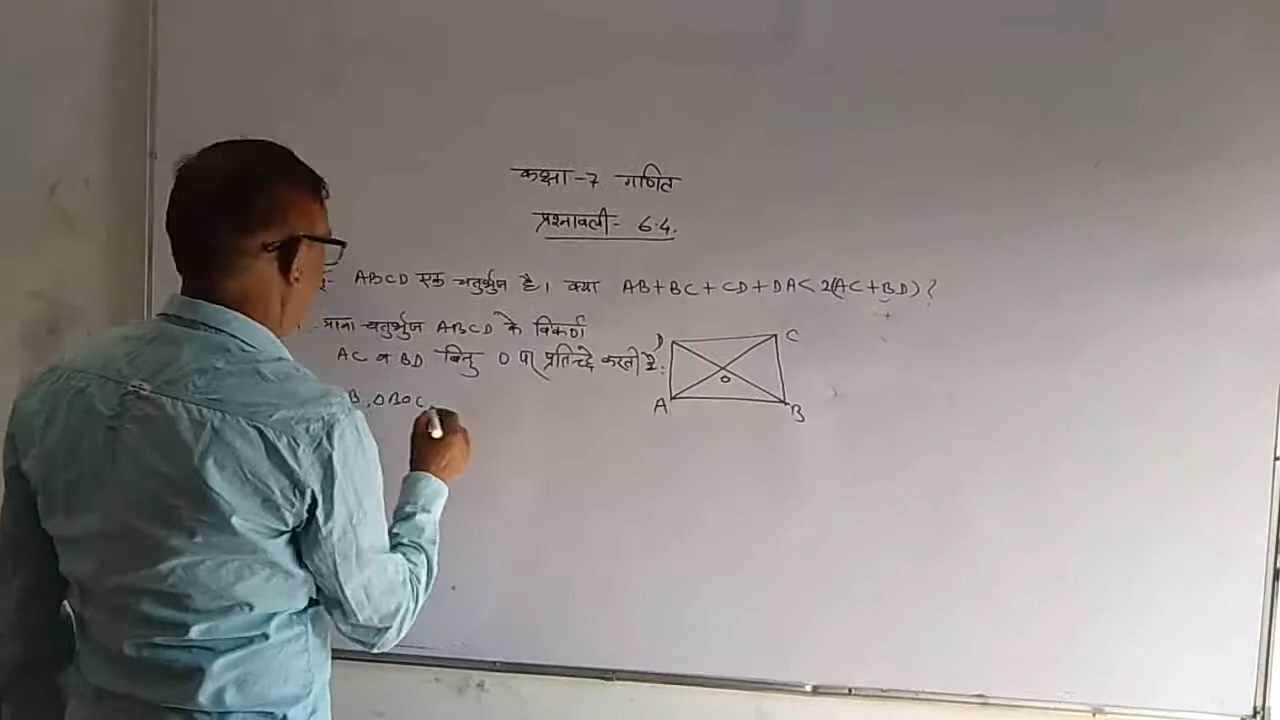 कक्षा-7 गणित
प्रश्नावली- 6.4.
ABCD एक चतुर्भुज है। क्या AB+BC+CD+DA<2(AC+BD)?
माना चतुर्भुज ABCD के विकर्ण
AC व BD बिन्दु O पर प्रतिच्छेद करती है:
B, ΔBOC,
D C
O
A B